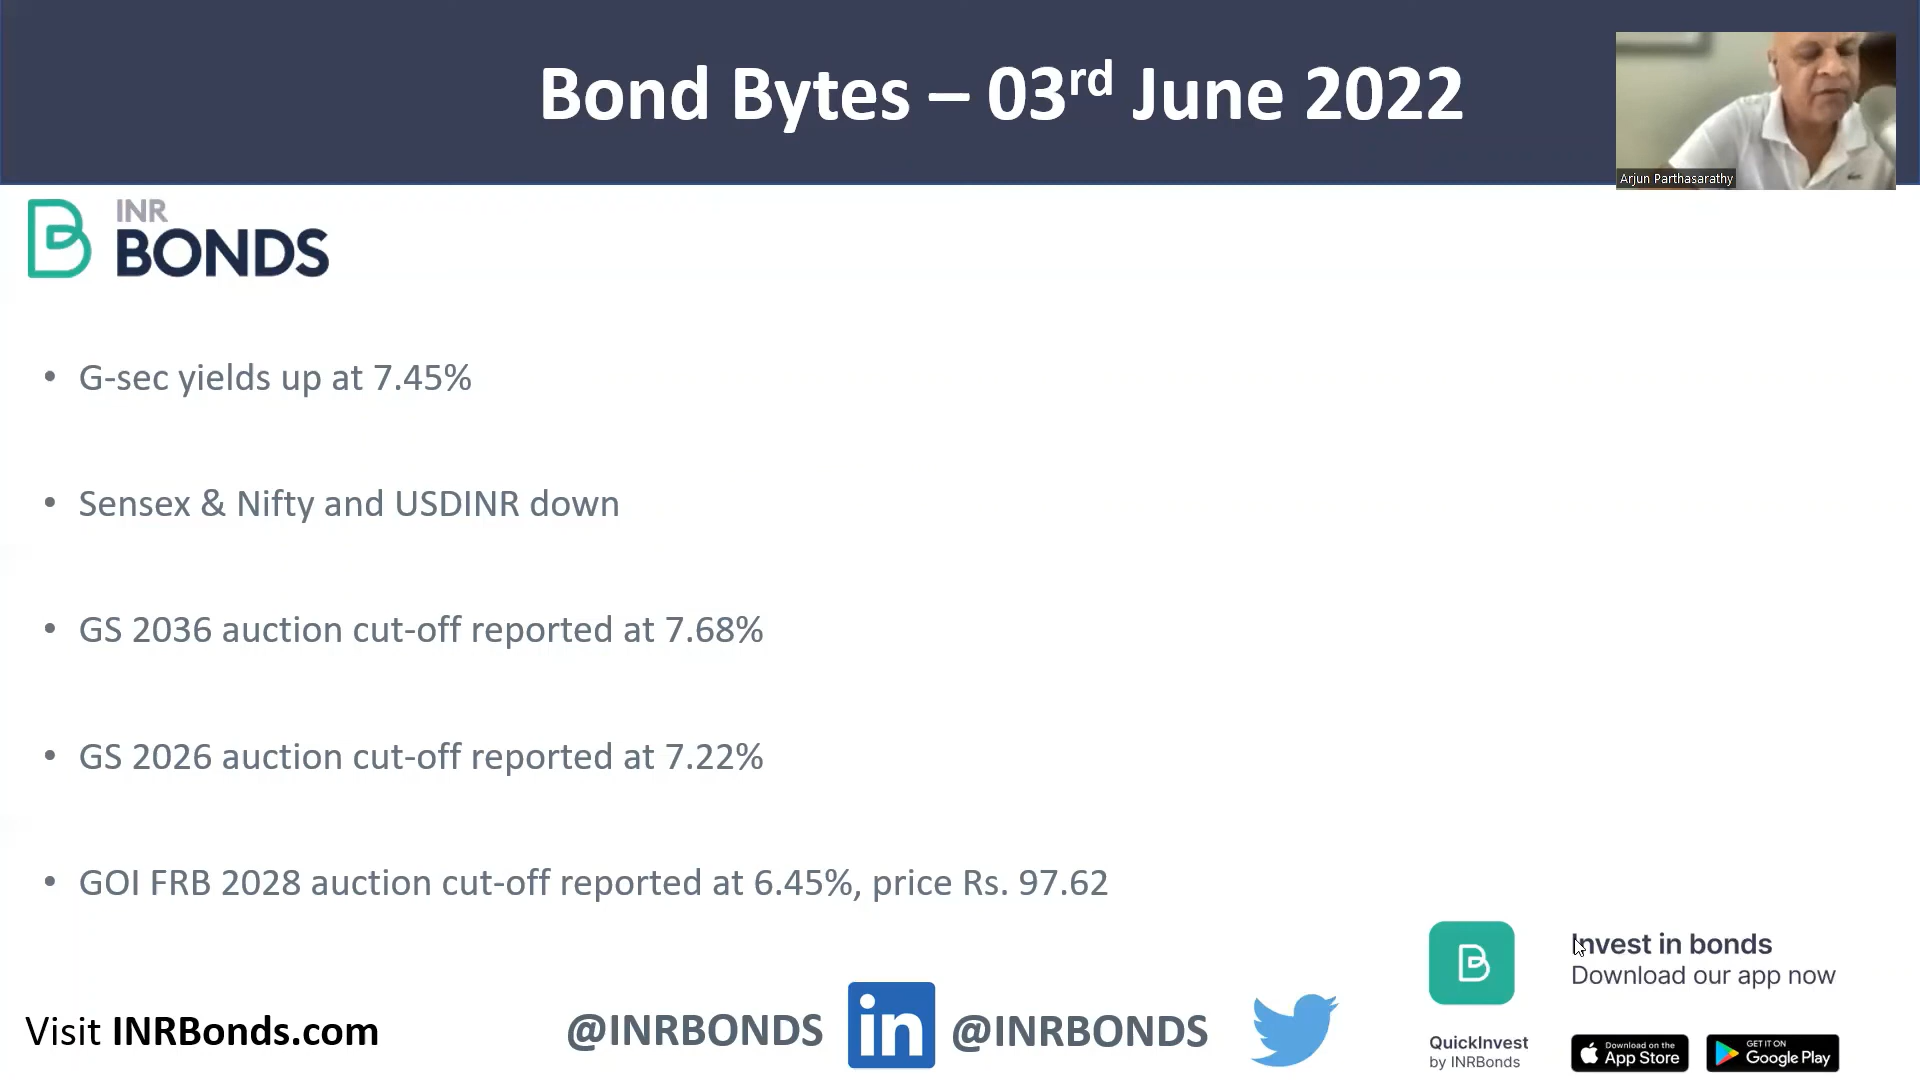 Bond Bytes – 03rd June 2022
Arjun Parthasarathy
INR
BONDS
• G-sec yields up at 7.45%
• Sensex & Nifty and USDINR down
• GS 2036 auction cut-off reported at 7.68%
• GS 2026 auction cut-off reported at 7.22%
• GOI FRB 2028 auction cut-off reported at 6.45%, price Rs. 97.62
Visit INRBonds.com
@INRBONDS in @INRBONDS
Invest in bonds
Download our app now
QuickInvest
by INRBonds
Download on the
App Store
GET IT ON
Google Play